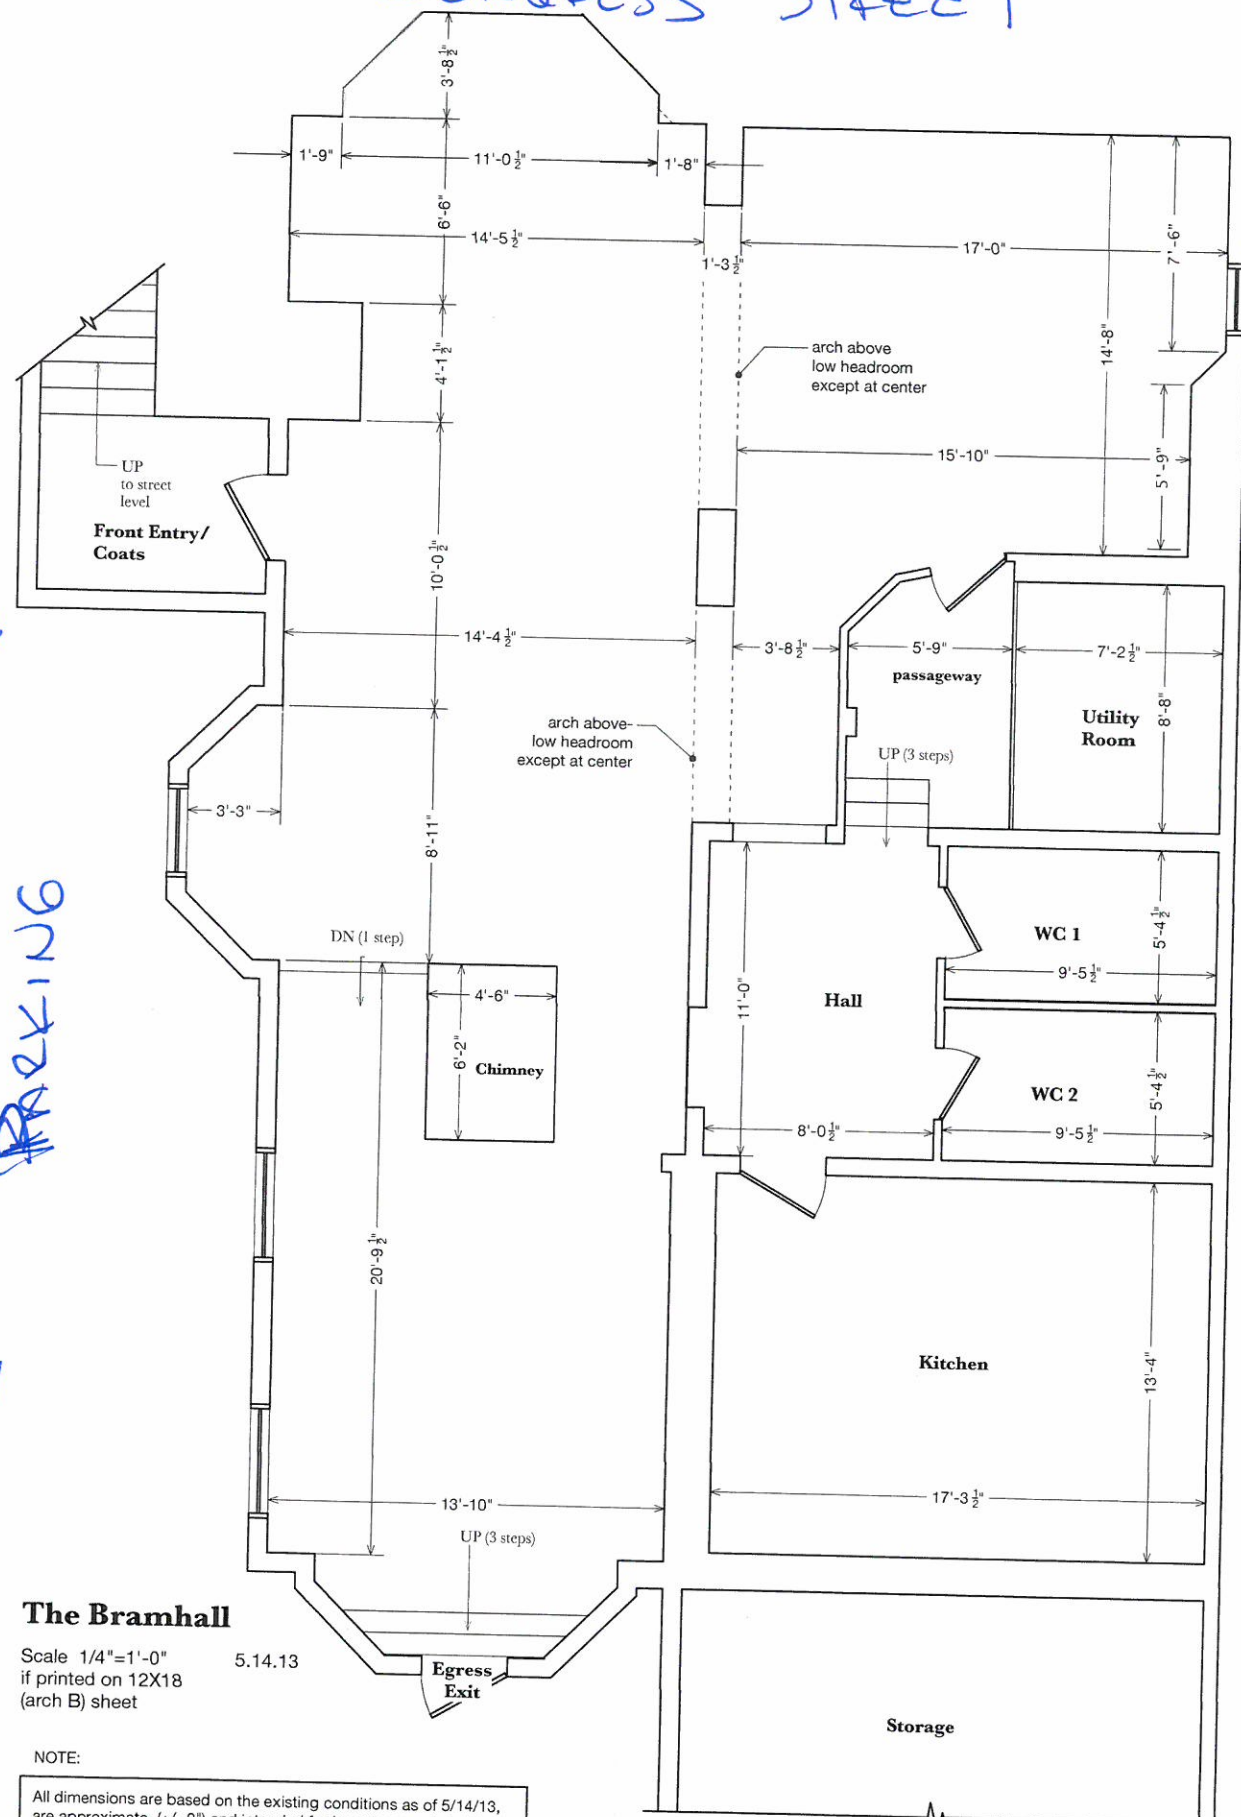 STREET
3'-8 1/2"
1'-9"
11'-0 1/2"
1'-8"
6'-6"
14'-5 1/2"
1'-3 1/2"
17'-0"
7'-6"
14'-8"
4'-1 1/2"
arch above
low headroom
except at center
15'-10"
5'-9"
UP
to street
level
Front Entry/
Coats
10'-0 1/2"
14'-4 1/2"
3'-8 1/2"
5'-9"
passageway
7'-2 1/2"
8'-8"
Utility
Room
arch above-
low headroom
except at center
UP (3 steps)
3'-3"
8'-11"
PARKING
DN (1 step)
4'-6"
6'-2"
Chimney
11'-0"
Hall
WC 1
5'-4 1/2"
9'-5 1/2"
WC 2
5'-4 1/2"
8'-0 1/2"
9'-5 1/2"
20'-9 1/2"
Kitchen
13'-4"
13'-10"
17'-3 1/2"
UP (3 steps)
The Bramhall
Scale 1/4"=1'-0"
5.14.13
if printed on 12X18
(arch B) sheet
Egress
Exit
Storage
NOTE:
All dimensions are based on the existing conditions as of 5/14/13,